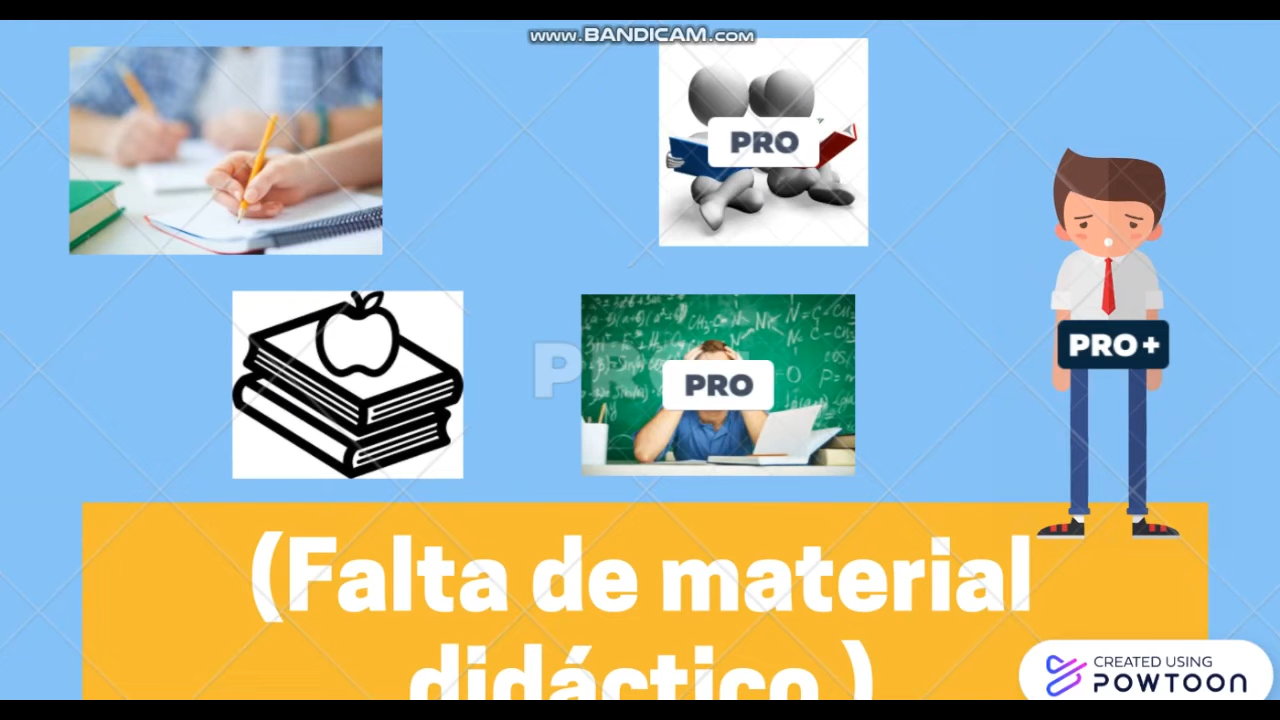 www.BANDICAM.com
PRO
PRO+
PRO
(Falta de material
didáctico )
CREATED USING
POWTOON